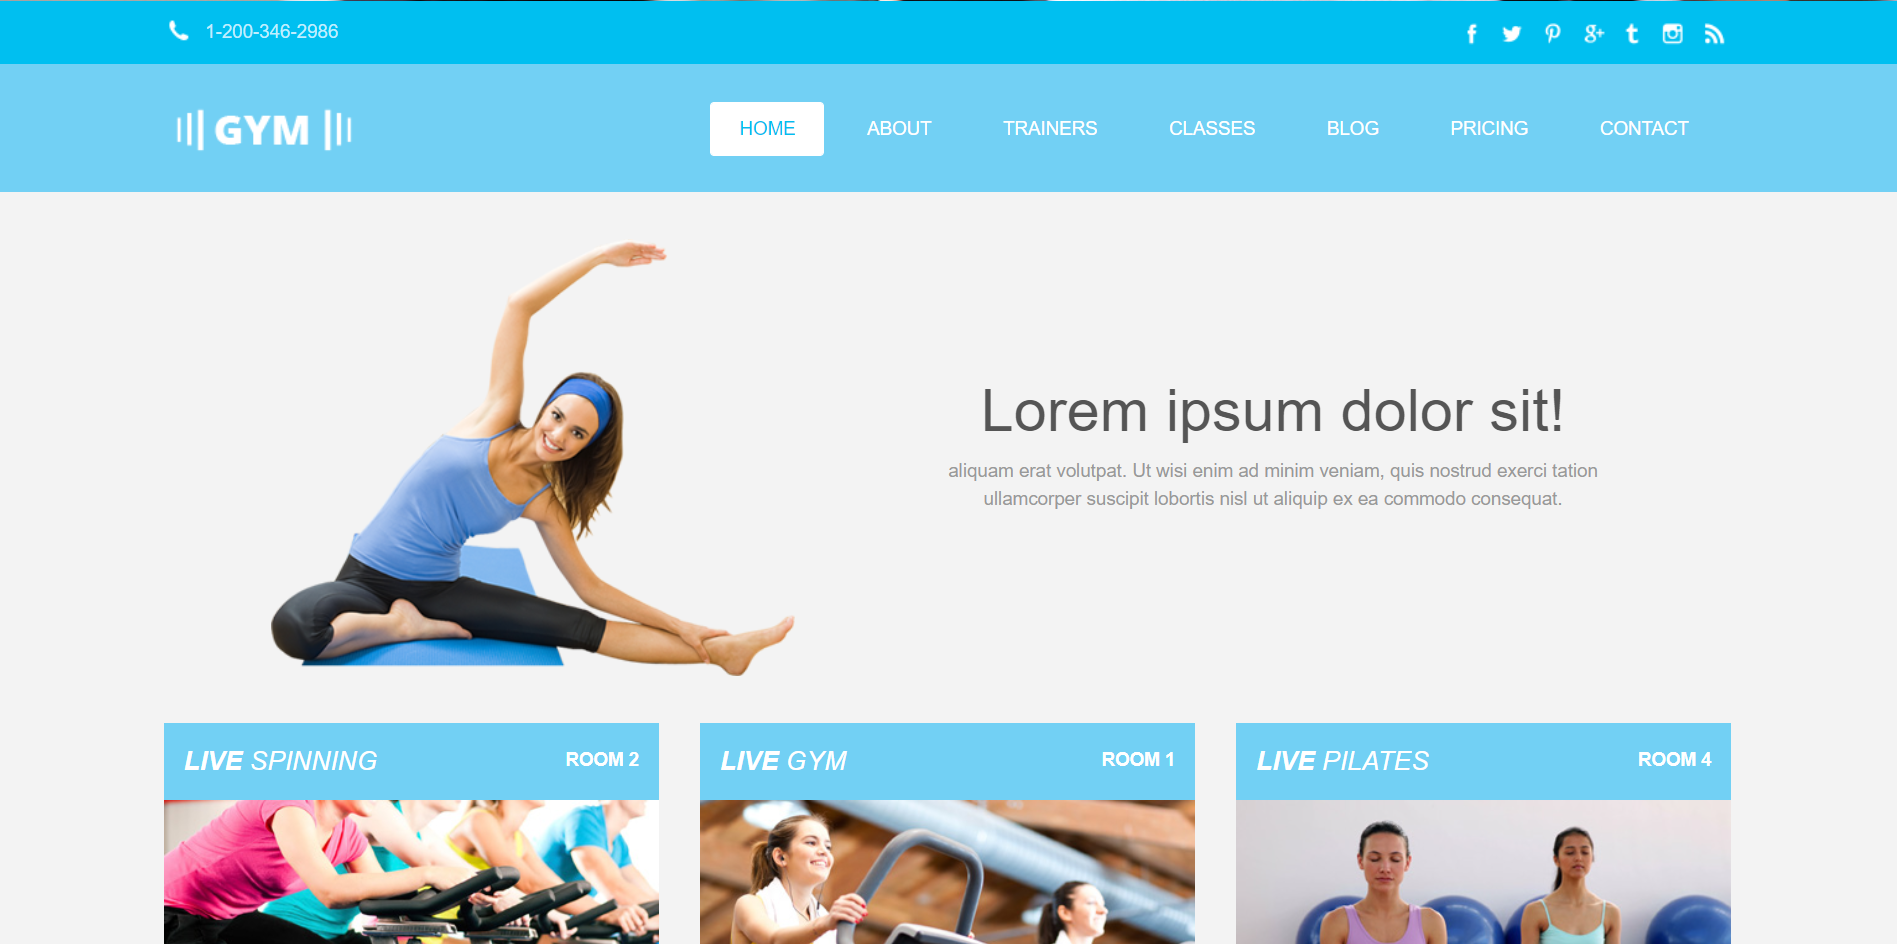 1-200-346-2986
GYM
HOME
ABOUT
TRAINERS
CLASSES
BLOG
PRICING
CONTACT
Lorem ipsum dolor sit!
aliquam erat volutpat. Ut wisi enim ad minim veniam, quis nostrud exerci tation
ullamcorper suscipit lobortis nisl ut aliquip ex ea commodo consequat.
LIVE SPINNING
ROOM 2
LIVE GYM
ROOM 1
LIVE PILATES
ROOM 4